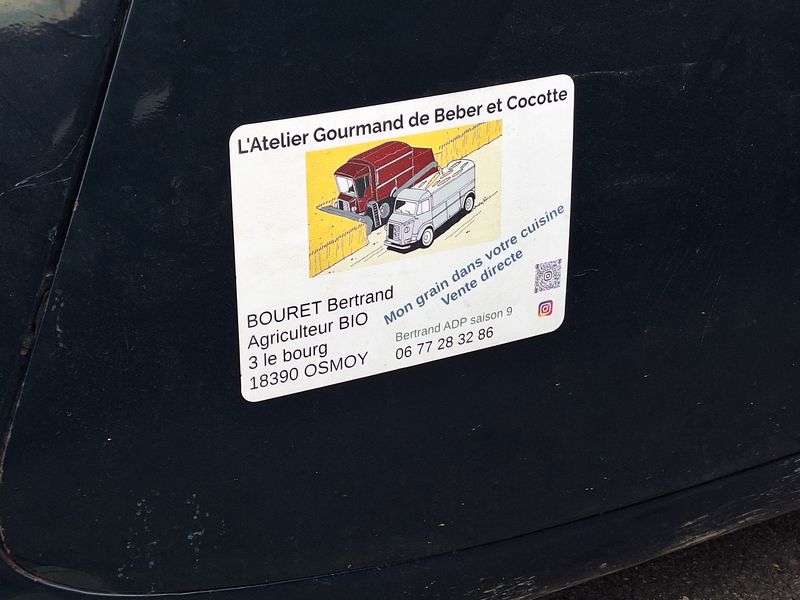 L'Atelier Gourmand de Beber et Cocotte
Mon grain dans votre cuisine
Vente directe
BOURET Bertrand
Agriculteur BIO
3 le bourg
18390 OSMOY
Bertrand ADP saison 9
06 77 28 32 86